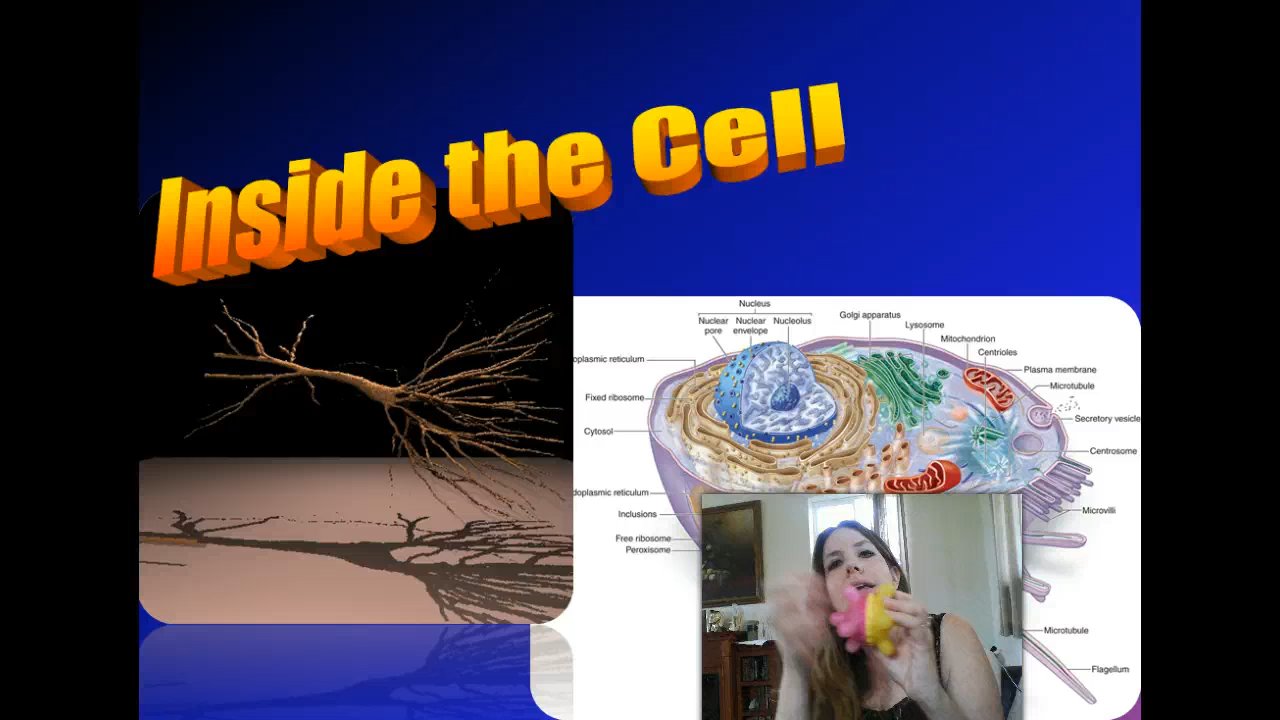 Inside the Cell
Nucleus
Nuclear pore
Nuclear envelope
Nucleolus
Golgi apparatus
Lysosome
Mitochondrion
Centrioles
Plasma membrane
Microtubule
Secretory vesicle
Centrosome
Microvilli
Microtubule
Flagellum
oplasmic reticulum
Fixed ribosome
Cytosol
doplasmic reticulum
Inclusions
Free ribosome
Peroxisome